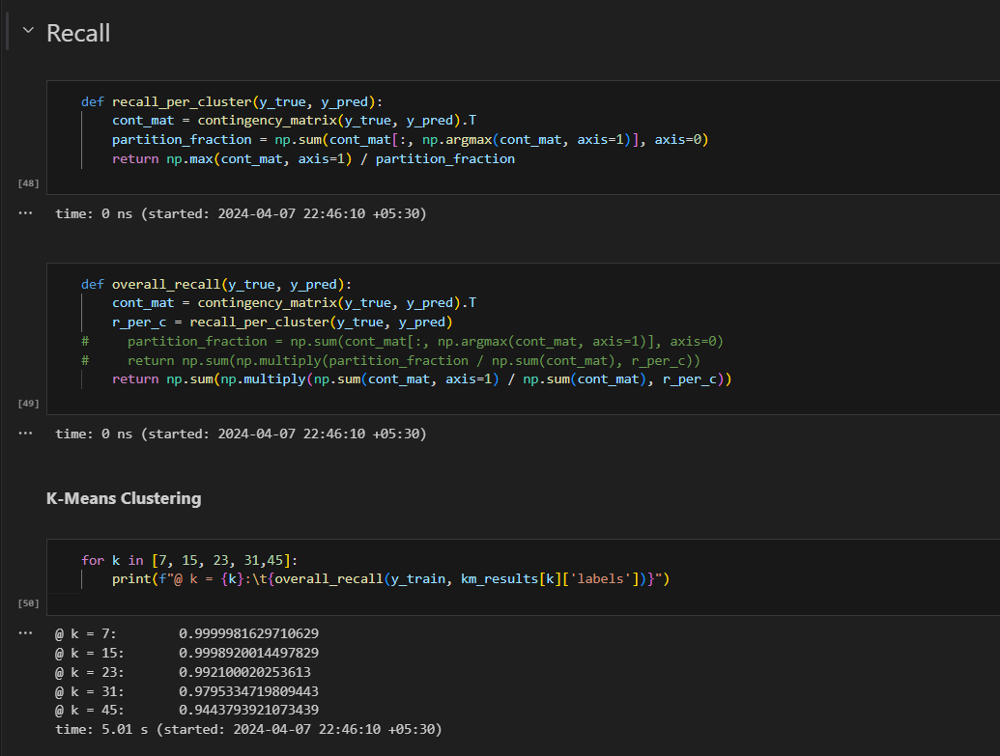 Recall
def recall_per_cluster(y_true, y_pred):
    cont_mat = contingency_matrix(y_true, y_pred).T
    partition_fraction = np.sum(cont_mat[:, np.argmax(cont_mat, axis=1)], axis=0)
    return np.max(cont_mat, axis=1) / partition_fraction
[48]
... time: 0 ns (started: 2024-04-07 22:46:10 +05:30)
def overall_recall(y_true, y_pred):
    cont_mat = contingency_matrix(y_true, y_pred).T
    r_per_c = recall_per_cluster(y_true, y_pred)
#     partition_fraction = np.sum(cont_mat[:, np.argmax(cont_mat, axis=1)], axis=0)
#     return np.sum(np.multiply(partition_fraction / np.sum(cont_mat), r_per_c))
    return np.sum(np.multiply(np.sum(cont_mat, axis=1) / np.sum(cont_mat), r_per_c))
[49]
... time: 0 ns (started: 2024-04-07 22:46:10 +05:30)
K-Means Clustering
for k in [7, 15, 23, 31,45]:
    print(f"@ k = {k}:\t{overall_recall(y_train, km_results[k]['labels'])}")
[50]
... @ k = 7:	0.9999981629710629
@ k = 15:	0.9998920014497829
@ k = 23:	0.992100020253613
@ k = 31:	0.9795334719809443
@ k = 45:	0.9443793921073439
time: 5.01 s (started: 2024-04-07 22:46:10 +05:30)